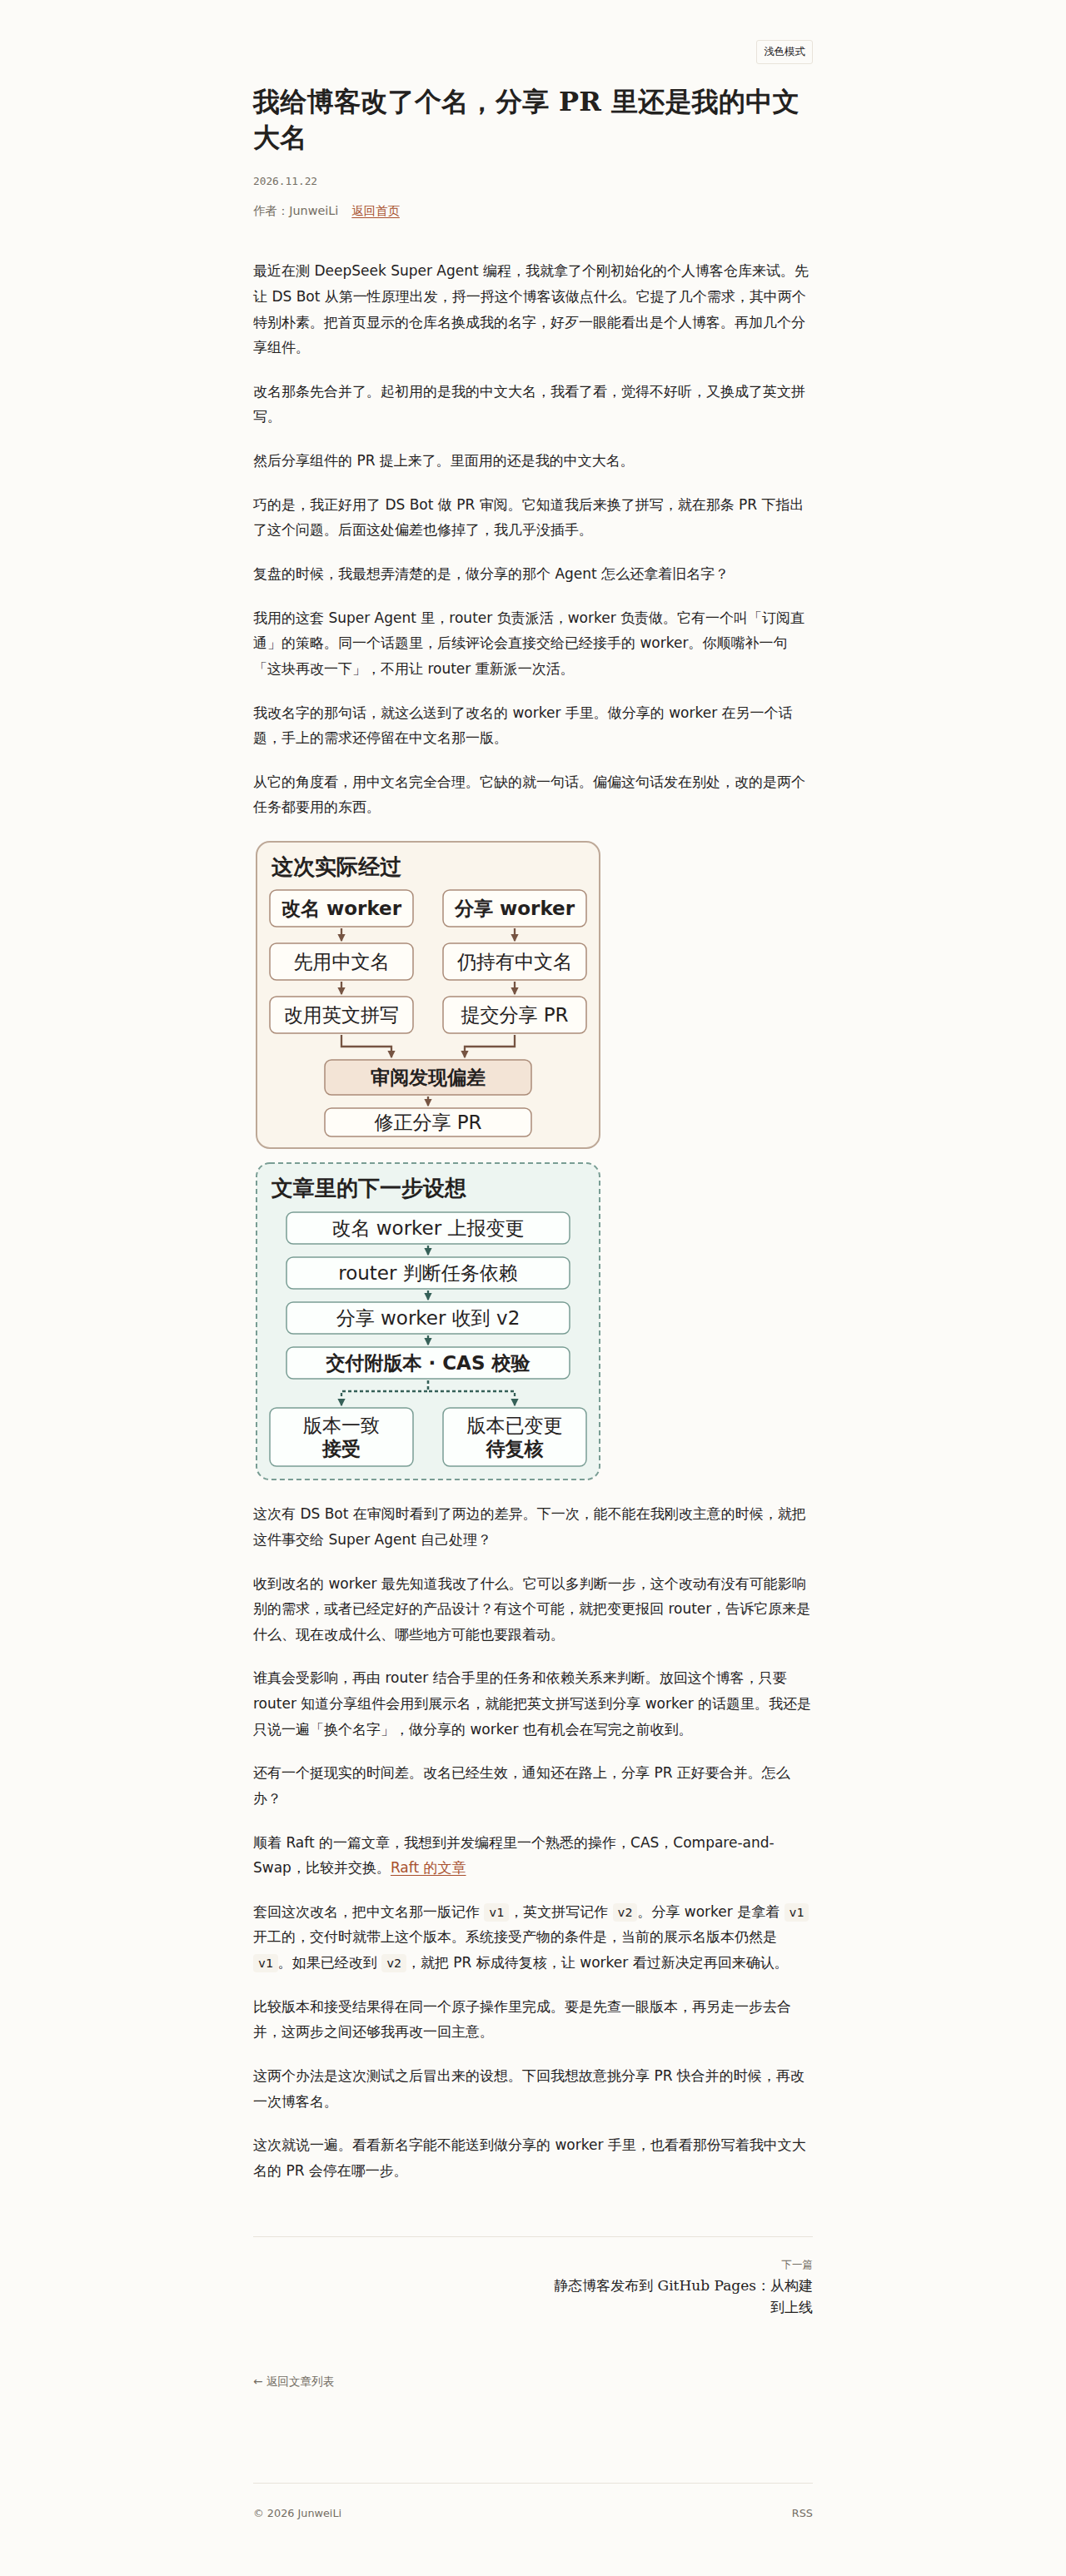 浅色模式
我给博客改了个名，分享 PR 里还是我的中文
大名
2026.11.22
作者：JunweiLi 返回首页
最近在测 DeepSeek Super Agent 编程，我就拿了个刚初始化的个人博客仓库来试。先
让 DS Bot 从第一性原理出发，捋一捋这个博客该做点什么。它提了几个需求，其中两个
特别朴素。把首页显示的仓库名换成我的名字，好歹一眼能看出是个人博客。再加几个分
享组件。
改名那条先合并了。起初用的是我的中文大名，我看了看，觉得不好听，又换成了英文拼
写。
然后分享组件的 PR 提上来了。里面用的还是我的中文大名。
巧的是，我正好用了 DS Bot 做 PR 审阅。它知道我后来换了拼写，就在那条 PR 下指出
了这个问题。后面这处偏差也修掉了，我几乎没插手。
复盘的时候，我最想弄清楚的是，做分享的那个 Agent 怎么还拿着旧名字？
我用的这套 Super Agent 里，router 负责派活，worker 负责做。它有一个叫「订阅直
通」的策略。同一个话题里，后续评论会直接交给已经接手的 worker。你顺嘴补一句
「这块再改一下」，不用让 router 重新派一次活。
我改名字的那句话，就这么送到了改名的 worker 手里。做分享的 worker 在另一个话
题，手上的需求还停留在中文名那一版。
从它的角度看，用中文名完全合理。它缺的就一句话。偏偏这句话发在别处，改的是两个
任务都要用的东西。
这次实际经过
改名 worker 分享 worker
先用中文名 仍持有中文名
改用英文拼写 提交分享 PR
审阅发现偏差
修正分享 PR
文章里的下一步设想
改名 worker 上报变更
router 判断任务依赖
分享 worker 收到 v2
交付附版本 · CAS 校验
版本一致 版本已变更
接受 待复核
这次有 DS Bot 在审阅时看到了两边的差异。下一次，能不能在我刚改主意的时候，就把
这件事交给 Super Agent 自己处理？
收到改名的 worker 最先知道我改了什么。它可以多判断一步，这个改动有没有可能影响
别的需求，或者已经定好的产品设计？有这个可能，就把变更报回 router，告诉它原来是
什么、现在改成什么、哪些地方可能也要跟着动。
谁真会受影响，再由 router 结合手里的任务和依赖关系来判断。放回这个博客，只要
router 知道分享组件会用到展示名，就能把英文拼写送到分享 worker 的话题里。我还是
只说一遍「换个名字」，做分享的 worker 也有机会在写完之前收到。
还有一个挺现实的时间差。改名已经生效，通知还在路上，分享 PR 正好要合并。怎么
办？
顺着 Raft 的一篇文章，我想到并发编程里一个熟悉的操作，CAS，Compare-and-
Swap，比较并交换。Raft 的文章
套回这次改名，把中文名那一版记作 v1，英文拼写记作 v2。分享 worker 是拿着 v1
开工的，交付时就带上这个版本。系统接受产物的条件是，当前的展示名版本仍然是
v1。如果已经改到 v2，就把 PR 标成待复核，让 worker 看过新决定再回来确认。
比较版本和接受结果得在同一个原子操作里完成。要是先查一眼版本，再另走一步去合
并，这两步之间还够我再改一回主意。
这两个办法是这次测试之后冒出来的设想。下回我想故意挑分享 PR 快合并的时候，再改
一次博客名。
这次就说一遍。看看新名字能不能送到做分享的 worker 手里，也看看那份写着我中文大
名的 PR 会停在哪一步。
下一篇
静态博客发布到 GitHub Pages：从构建
到上线
← 返回文章列表
© 2026 JunweiLi RSS